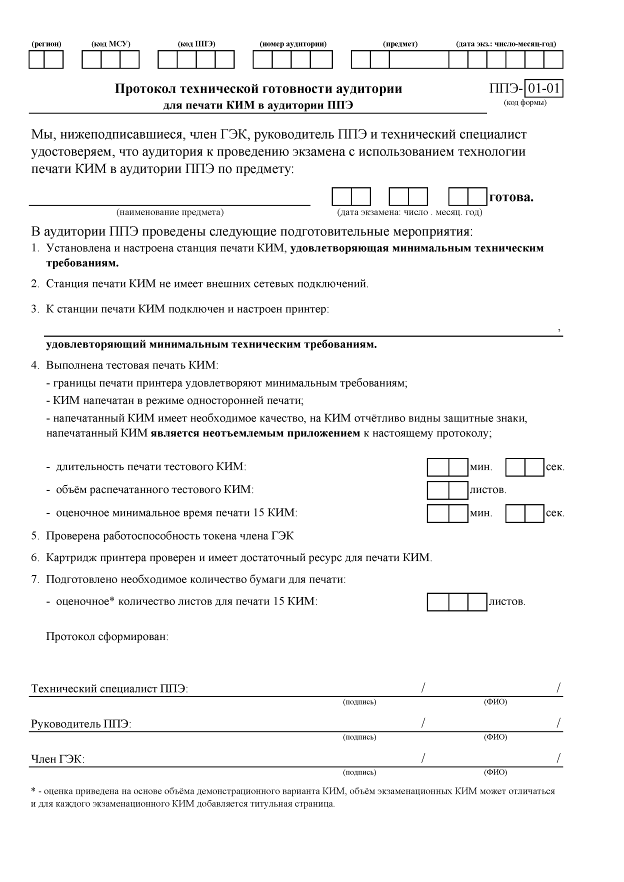 (регион) (код МСУ) (код ППЭ) (номер аудитории) (предмет) (дата экз.: число-месяц-год)
Протокол технической готовности аудитории ППЭ- 01-01
для печати КИМ в аудитории ППЭ (код формы)
Мы, нижеподписавшиеся, член ГЭК, руководитель ППЭ и технический специалист
удостоверяем, что аудитория к проведению экзамена с использованием технологии
печати КИМ в аудитории ППЭ по предмету:
готова.
(наименование предмета) (дата экзамена: число . месяц. год)
В аудитории ППЭ проведены следующие подготовительные мероприятия:
1. Установлена и настроена станция печати КИМ, удовлетворяющая минимальным техническим
требованиям.
2. Станция печати КИМ не имеет внешних сетевых подключений.
3. К станции печати КИМ подключен и настроен принтер:
,
удовлевторяющий минимальным техническим требованиям.
4. Выполнена тестовая печать КИМ:
- границы печати принтера удовлетворяют минимальным требованиям;
- КИМ напечатан в режиме односторонней печати;
- напечатанный КИМ имеет необходимое качество, на КИМ отчётливо видны защитные знаки,
напечатанный КИМ является неотъемлемым приложением к настоящему протоколу;
- длительность печати тестового КИМ: мин. сек.
- объём распечатанного тестового КИМ: листов.
- оценочное минимальное время печати 15 КИМ: мин. сек.
5. Проверена работоспособность токена члена ГЭК
6. Картридж принтера проверен и имеет достаточный ресурс для печати КИМ.
7. Подготовлено необходимое количество бумаги для печати:
- оценочное* количество листов для печати 15 КИМ: листов.
Протокол сформирован:
Технический специалист ППЭ: / /
(подпись) (ФИО)
Руководитель ППЭ: / /
(подпись) (ФИО)
Член ГЭК: / /
(подпись) (ФИО)
* - оценка приведена на основе объёма демонстрационного варианта КИМ, объём экзаменационных КИМ может отличаться
и для каждого экзаменационного КИМ добавляется титульная страница.